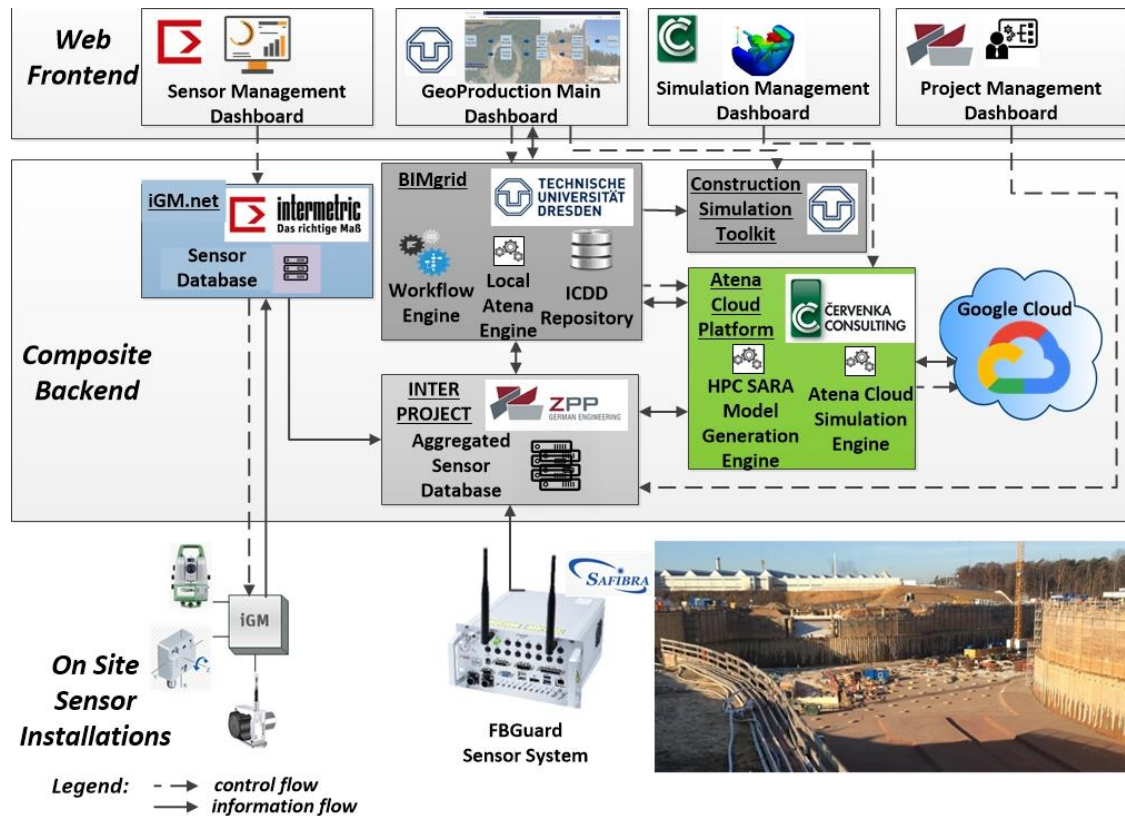 Web
Frontend
Sensor Management
Dashboard
GeoProduction Main
Dashboard
Simulation Management
Dashboard
Project Management
Dashboard
Composite
Backend
iGM.net
intermetric
Das richtige Maß
Sensor
Database
BIMgrid
TECHNISCHE
UNIVERSITÄT
DRESDEN
Workflow
Engine
Local
Atena
Engine
ICDD
Repository
Construction
Simulation
Toolkit
Atena
Cloud
Platform
ČERVENKA
CONSULTING
HPC SARA
Model
Generation
Engine
Atena Cloud
Simulation
Engine
Google Cloud
INTER
PROJECT
ZPP
GERMAN ENGINEERING
Aggregated
Sensor
Database
On Site
Sensor
Installations
iGM
SAFIBRA
FBGuard
Sensor System
Legend:
control flow
information flow